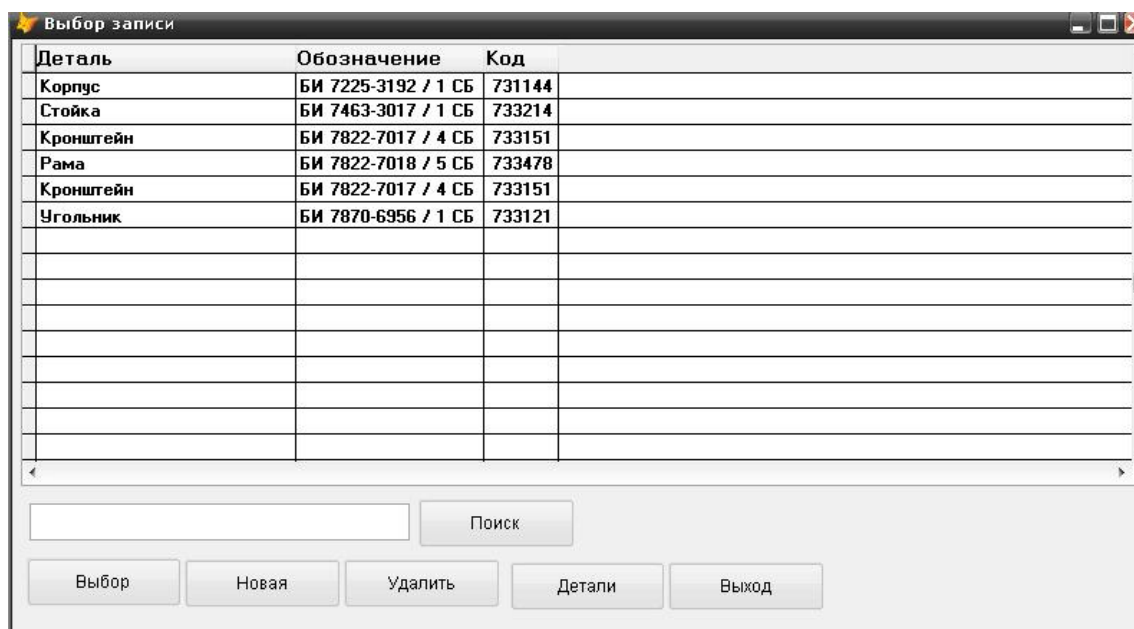 Выбор записи
Деталь Обозначение Код
Корпус БИ 7225-3192 / 1 СБ 731144
Стойка БИ 7463-3017 / 1 СБ 733214
Кронштейн БИ 7822-7017 / 4 СБ 733151
Рама БИ 7822-7018 / 5 СБ 733478
Кронштейн БИ 7822-7017 / 4 СБ 733151
Угольник БИ 7870-6956 / 1 СБ 733121
Поиск
Выбор Новая Удалить Детали Выход